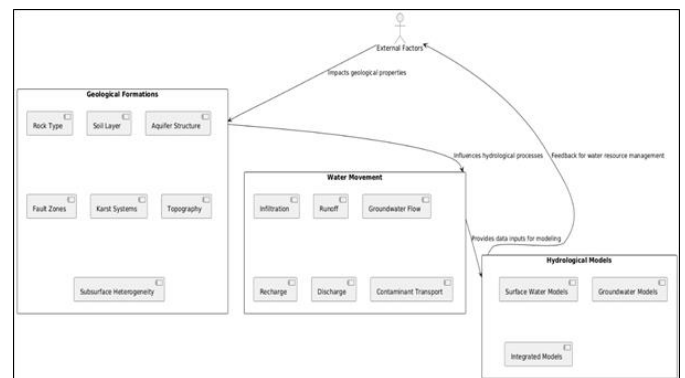 External Factors
Impacts geological properties
Geological Formations
Rock Type
Soil Layer
Aquifer Structure
Influences hydrological processes
Feedback for water resource management
Water Movement
Fault Zones
Karst Systems
Topography
Infiltration
Runoff
Groundwater Flow
Provides data inputs for modeling
Hydrological Models
Subsurface Heterogeneity
Recharge
Discharge
Contaminant Transport
Surface Water Models
Groundwater Models
Integrated Models